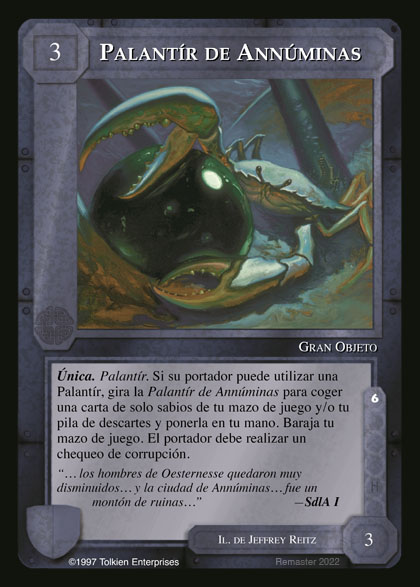 3
PALANTÍR DE ANNÚMINAS
GRAN OBJETO
Única. Palantír. Si su portador puede utilizar una
Palantír, gira la Palantír de Annúminas para coger
una carta de solo sabios de tu mazo de juego y/o tu
pila de descartes y ponerla en tu mano. Baraja tu
mazo de juego. El portador debe realizar un
chequeo de corrupción.
6
“… los hombres de Oesternesse quedaron muy
disminuidos… y la ciudad de Annúminas…fue un
montón de ruinas…” –SdlA I
IL. DE JEFFREY REITZ
3
©1997 Tolkien Enterprises
Remaster 2022